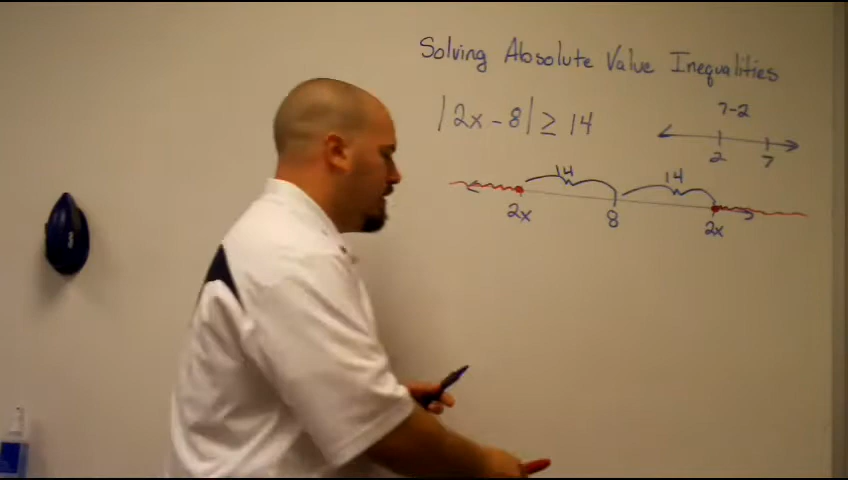 Solving Absolute Value Inequalities
|2x - 8| ≥ 14
7-2
2 7
14 14
2x 8 2x